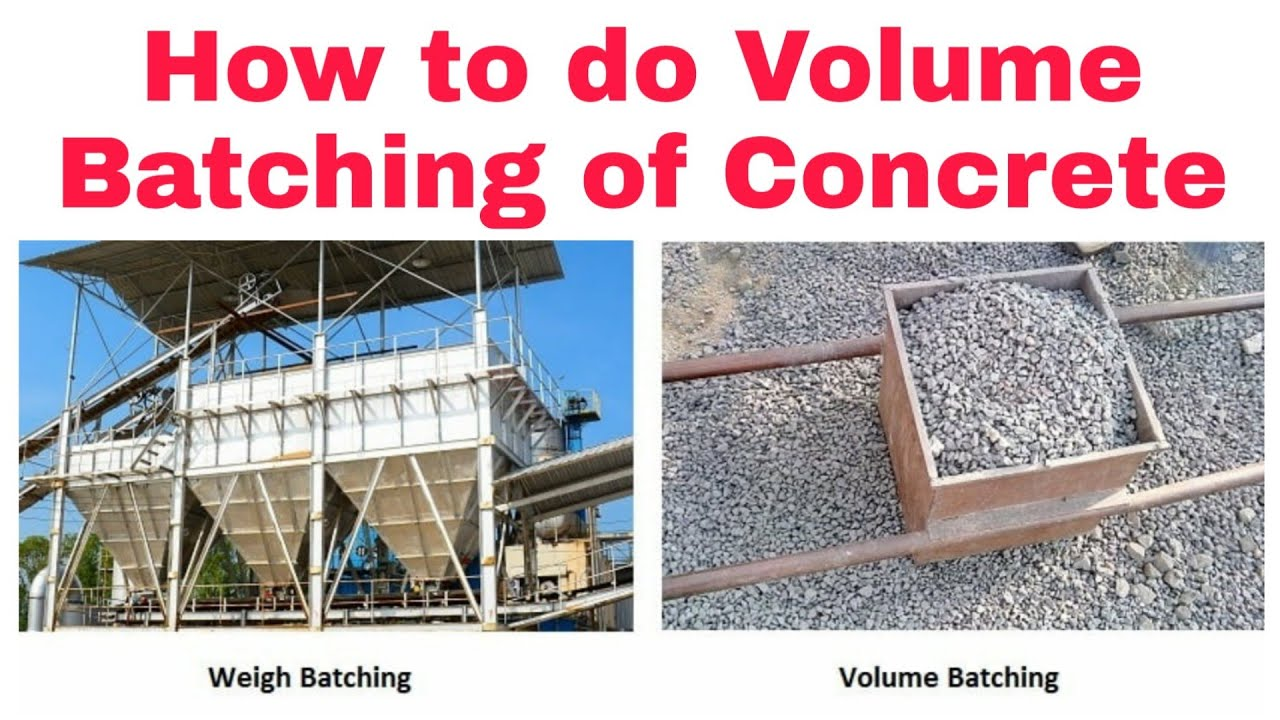 How to do Volume
Batching of Concrete
Weigh Batching
Volume Batching